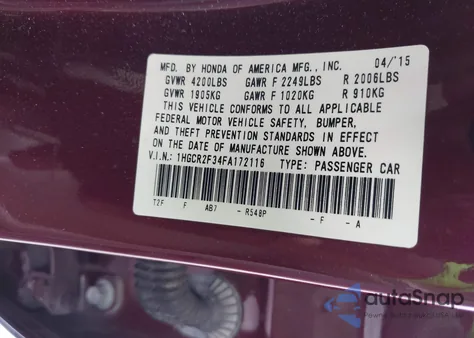 MFD. BY HONDA OF AMERICA MFG., INC. 04/'15
GVWR 4200LBS GAWR F 2249LBS R 2006LBS
GVWR 1905KG GAWR F 1020KG R 910KG
THIS VEHICLE CONFORMS TO ALL APPLICABLE
FEDERAL MOTOR VEHICLE SAFETY, BUMPER,
AND THEFT PREVENTION STANDARDS IN EFFECT
ON THE DATE OF MANUFACTURE SHOWN ABOVE.
V.I.N.: 1HGCR2F34FA172116 TYPE: PASSENGER CAR
T2F F AB7 - R548P - F - A
autoSnap